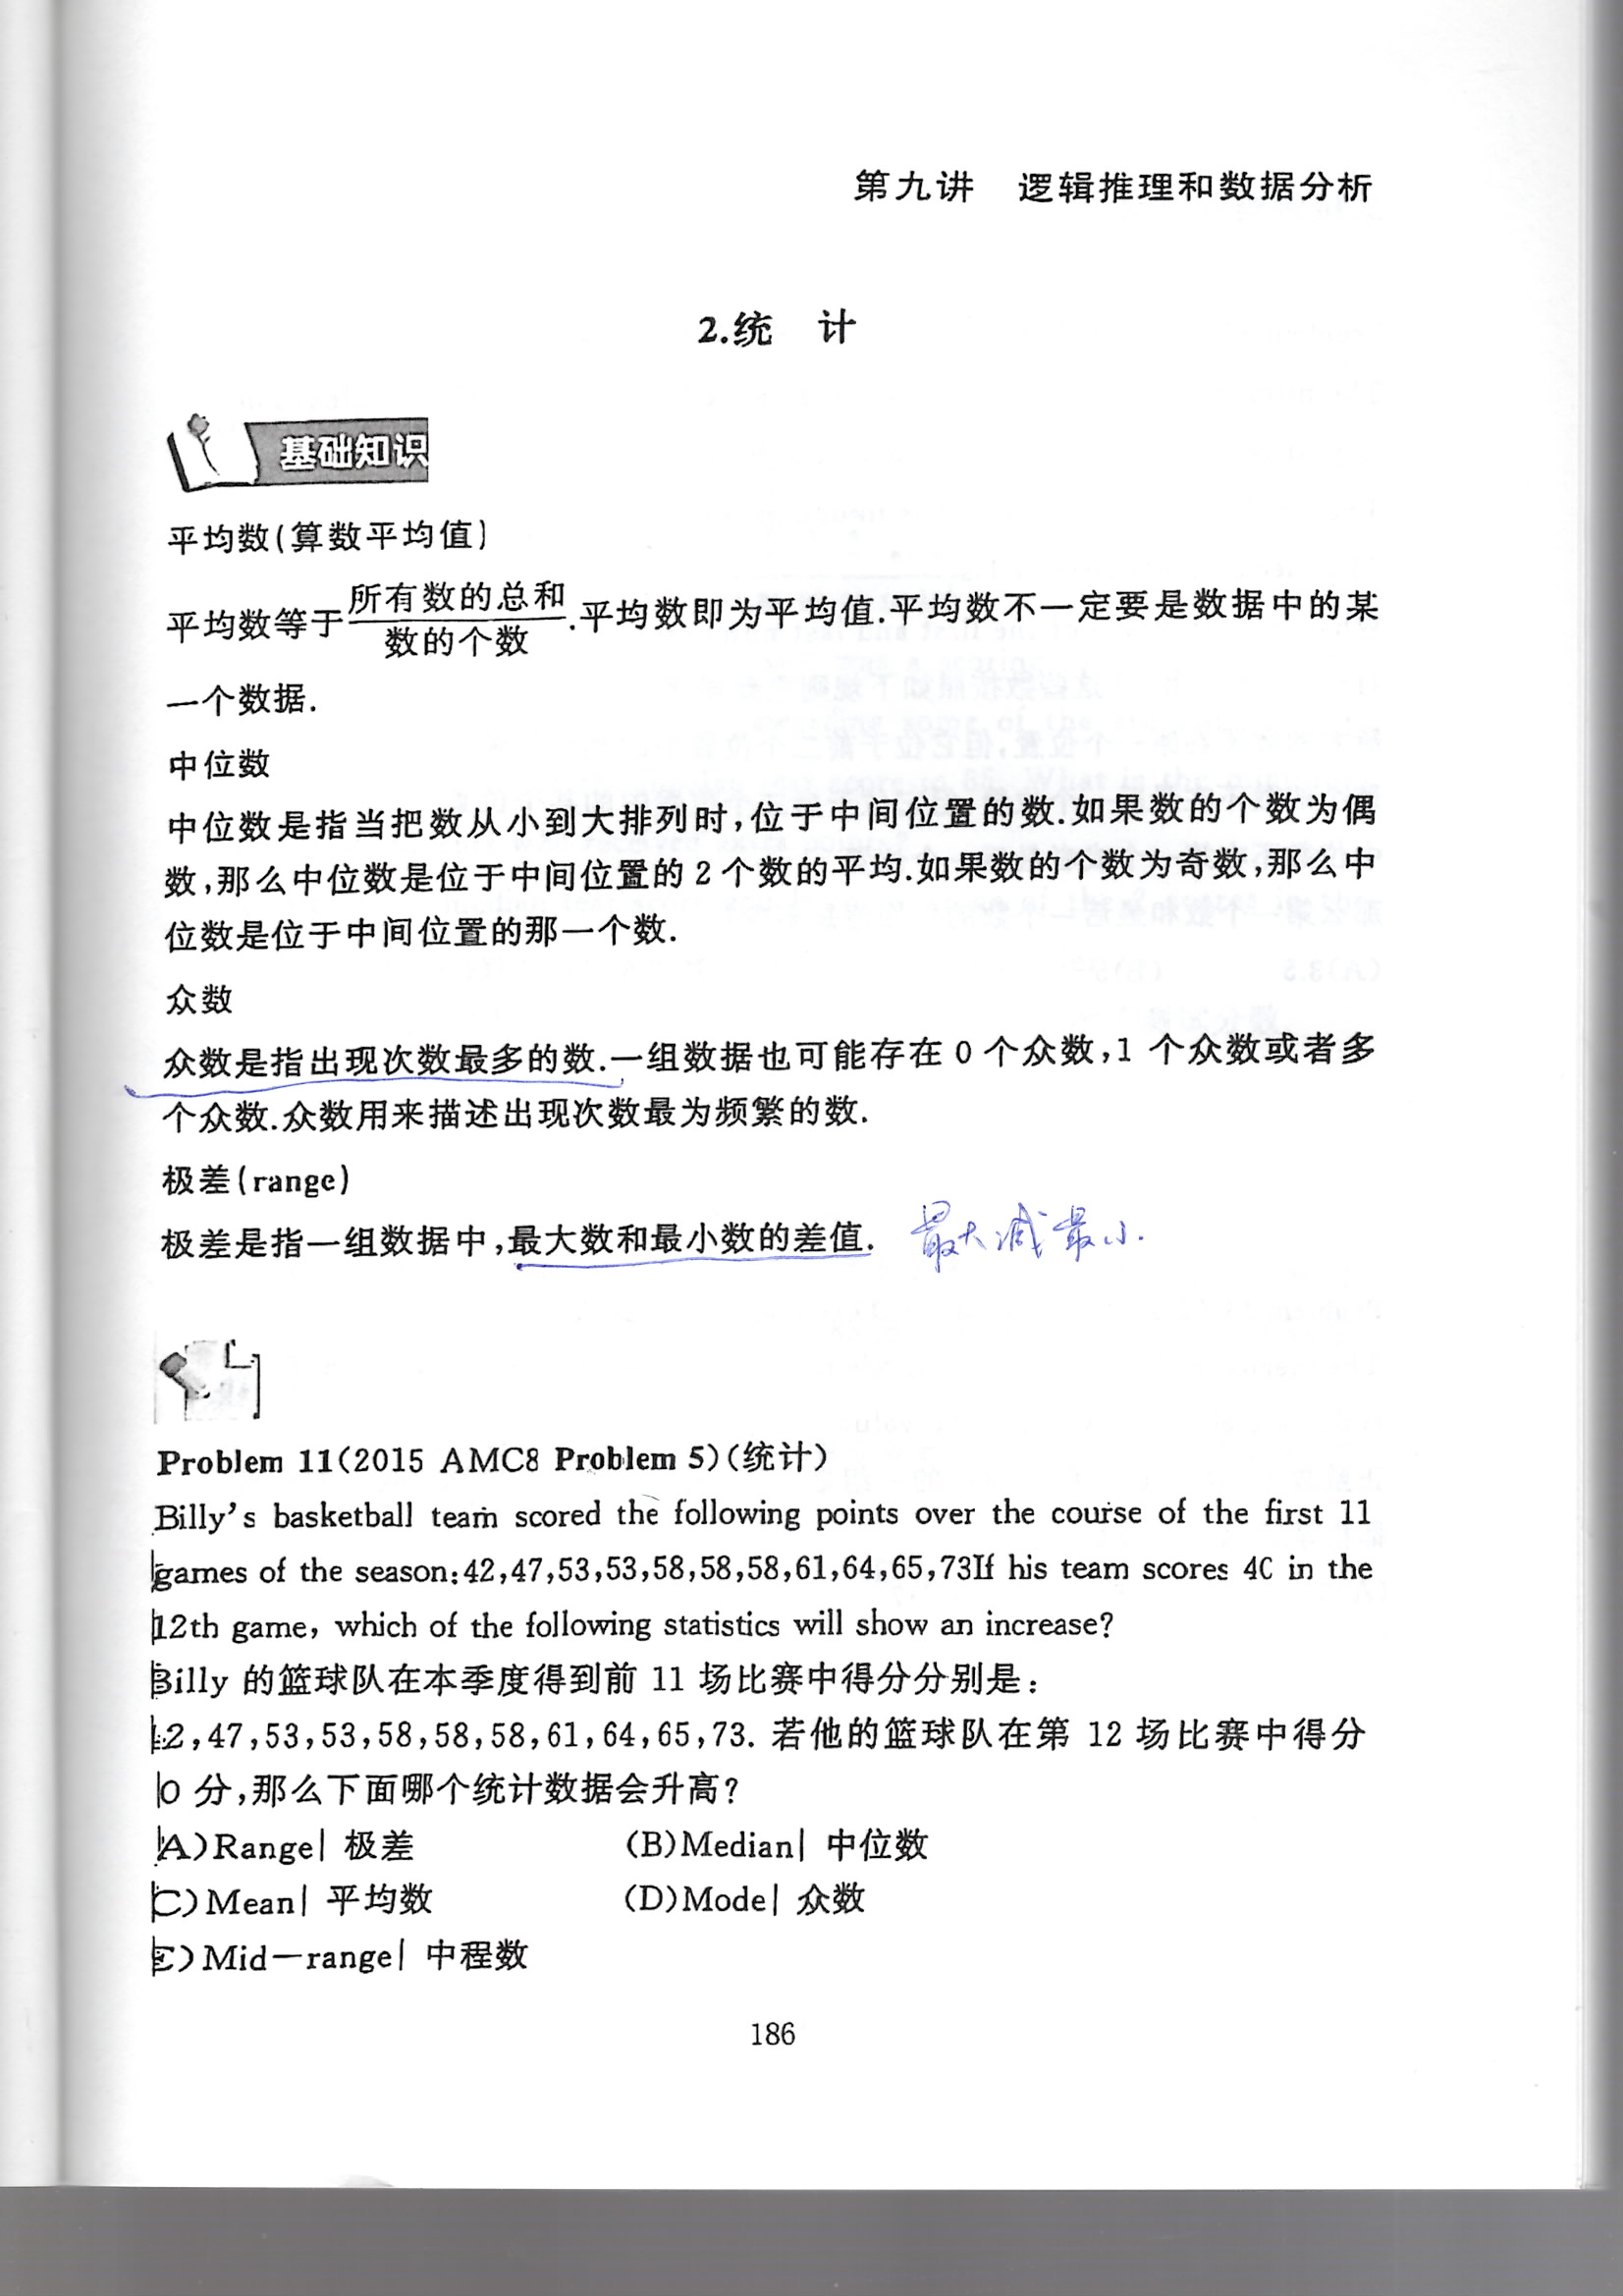 第九讲　逻辑推理和数据分析
2.统　计
基础知识
平均数(算数平均值)
平均数等于所有数的总和/数的个数.平均数即为平均值.平均数不一定要是数据中的某
一个数据.
中位数
中位数是指当把数从小到大排列时,位于中间位置的数.如果数的个数为偶
数,那么中位数是位于中间位置的2个数的平均.如果数的个数为奇数,那么中
位数是位于中间位置的那一个数.
众数
众数是指出现次数最多的数.一组数据也可能存在0个众数,1个众数或者多
个众数.众数用来描述出现次数最为频繁的数.
极差(range)
极差是指一组数据中,最大数和最小数的差值. 最大减最小.
Problem 11(2015 AMC8 Problem 5)(统计)
Billy's basketball team scored the following points over the course of the first 11
games of the season:42,47,53,53,58,58,58,61,64,65,73If his team scores 40 in the
12th game, which of the following statistics will show an increase?
Billy 的篮球队在本季度得到前 11 场比赛中得分分别是:
42,47,53,53,58,58,58,61,64,65,73. 若他的篮球队在第 12 场比赛中得分
0 分,那么下面哪个统计数据会升高?
(A)Range| 极差 (B)Median| 中位数
(C)Mean| 平均数 (D)Mode| 众数
(E)Mid-range| 中程数
186